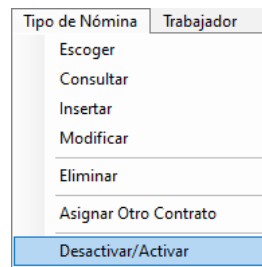 Tipo de Nómina Trabajador
Escoger
Consultar
Insertar
Modificar
Eliminar
Asignar Otro Contrato
Desactivar/Activar